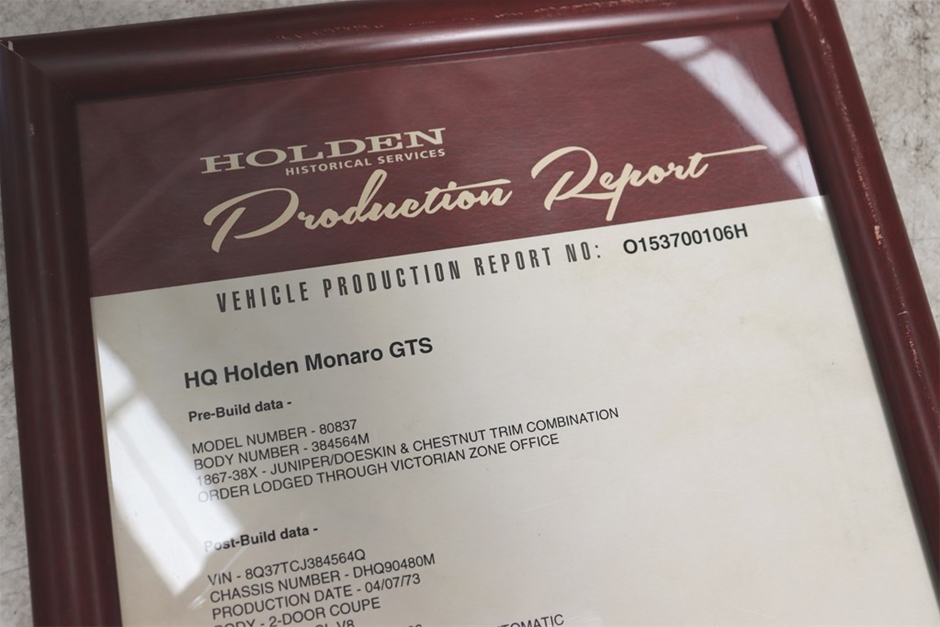 HOLDEN
HISTORICAL SERVICES
Production Report
VEHICLE PRODUCTION REPORT NO: O153700106H
HQ Holden Monaro GTS
Pre-Build data -
MODEL NUMBER - 80837
BODY NUMBER - 384564M
1867-38X - JUNIPER/DOESKIN & CHESTNUT TRIM COMBINATION
ORDER LODGED THROUGH VICTORIAN ZONE OFFICE
Post-Build data -
VIN - 8Q37TCJ384564Q
CHASSIS NUMBER - DHQ90480M
PRODUCTION DATE - 04/07/73
BODY - 2-DOOR COUPE
V8